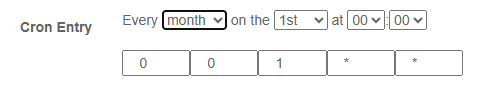 Cron Entry
Every month on the 1st at 00 : 00
0 0 1 * *